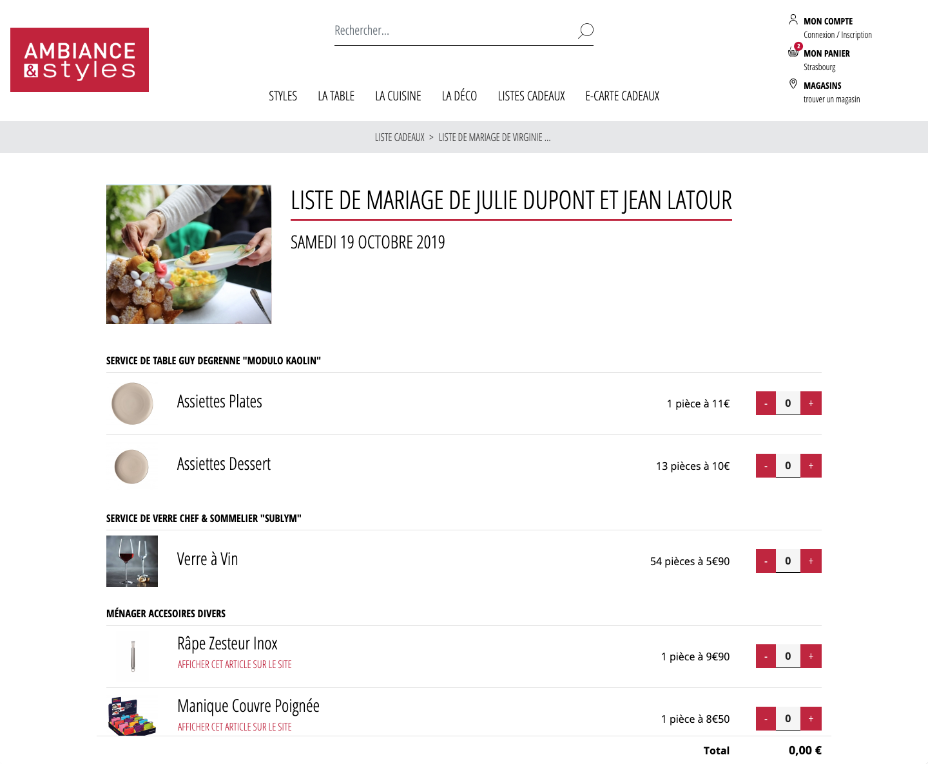 AMBIANCE
&styles
Rechercher...
MON COMPTE
Connexion / Inscription
2
MON PANIER
Strasbourg
MAGASINS
trouver un magasin
STYLES LA TABLE LA CUISINE LA DÉCO LISTES CADEAUX E-CARTE CADEAUX
LISTE CADEAUX > LISTE DE MARIAGE DE VIRGINIE ...
LISTE DE MARIAGE DE JULIE DUPONT ET JEAN LATOUR
SAMEDI 19 OCTOBRE 2019
SERVICE DE TABLE GUY DEGRENNE "MODULO KAOLIN"
Assiettes Plates 1 pièce à 11€ - 0 +
Assiettes Dessert 13 pièces à 10€ - 0 +
SERVICE DE VERRE CHEF & SOMMELIER "SUBLYM"
Verre à Vin 54 pièces à 5€90 - 0 +
MÉNAGER ACCESOIRES DIVERS
Râpe Zesteur Inox
AFFICHER CET ARTICLE SUR LE SITE
1 pièce à 9€90 - 0 +
Manique Couvre Poignée
AFFICHER CET ARTICLE SUR LE SITE
1 pièce à 8€50 - 0 +
Total 0,00 €